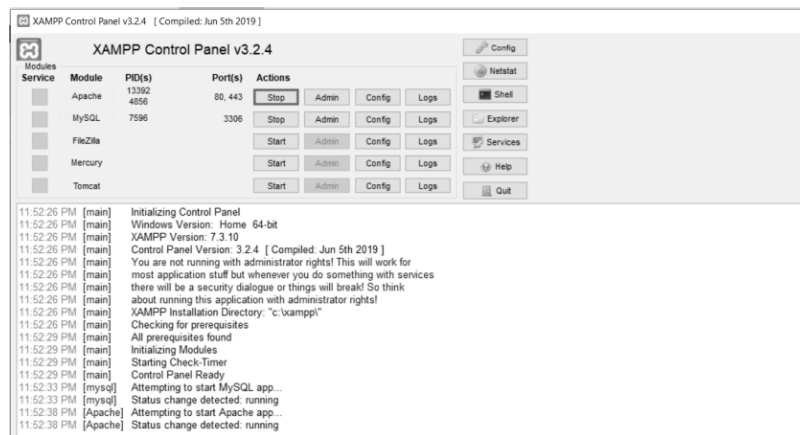 XAMPP Control Panel v3.2.4 [ Compiled: Jun 5th 2019 ]
XAMPP Control Panel v3.2.4
Config
Modules
Service Module PID(s) Port(s) Actions
Netstat
Apache 13392 4856 80, 443 Stop Admin Config Logs
Shell
MySQL 7596 3306 Stop Admin Config Logs
Explorer
FileZilla Start Admin Config Logs
Services
Mercury Start Admin Config Logs
Help
Tomcat Start Admin Config Logs
Quit
11:52:26 PM [main] Initializing Control Panel
11:52:26 PM [main] Windows Version: Home 64-bit
11:52:26 PM [main] XAMPP Version: 7.3.10
11:52:26 PM [main] Control Panel Version: 3.2.4 [ Compiled: Jun 5th 2019 ]
11:52:26 PM [main] You are not running with administrator rights! This will work for
11:52:26 PM [main] most application stuff but whenever you do something with services
11:52:26 PM [main] there will be a security dialogue or things will break! So think
11:52:26 PM [main] about running this application with administrator rights!
11:52:26 PM [main] XAMPP Installation Directory: "c:\xampp\"
11:52:26 PM [main] Checking for prerequisites
11:52:29 PM [main] All prerequisites found
11:52:29 PM [main] Initializing Modules
11:52:29 PM [main] Starting Check-Timer
11:52:29 PM [main] Control Panel Ready
11:52:33 PM [mysql] Attempting to start MySQL app...
11:52:33 PM [mysql] Status change detected: running
11:52:38 PM [Apache] Attempting to start Apache app...
11:52:38 PM [Apache] Status change detected: running